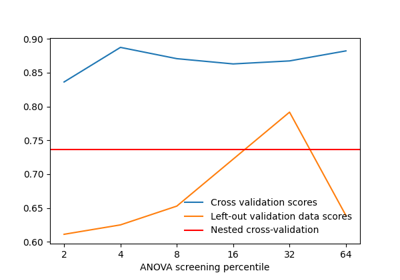 0.90
0.85
0.80
0.75
0.70
0.65
0.60
Cross validation scores
Left-out validation data scores
Nested cross-validation
2 4 8 16 32 64
ANOVA screening percentile